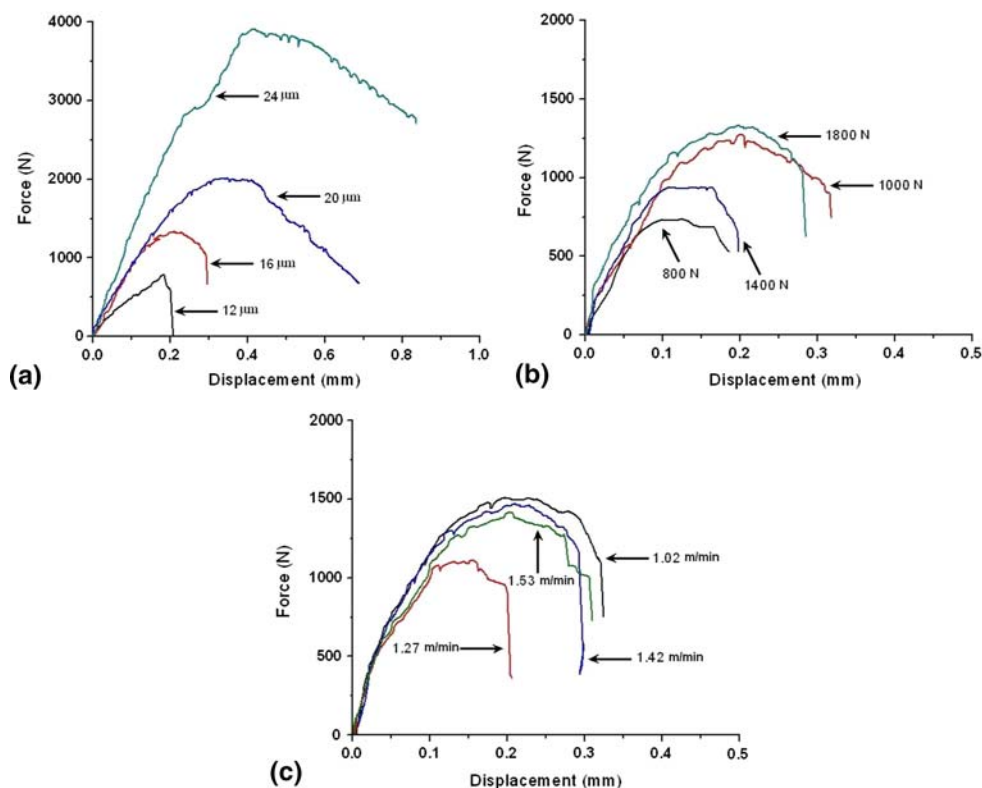 4000
3000
2000
1000
0
Force (N)
24 µm
20 µm
16 µm
12 µm
0.0 0.2 0.4 0.6 0.8 1.0
Displacement (mm)
(a)
2000
1500
1000
500
0
Force (N)
1800 N
1000 N
800 N
1400 N
0.0 0.1 0.2 0.3 0.4 0.5
Displacement (mm)
(b)
2000
1500
1000
500
0
Force (N)
1.02 m/min
1.53 m/min
1.27 m/min
1.42 m/min
0.0 0.1 0.2 0.3 0.4 0.5
Displacement (mm)
(c)